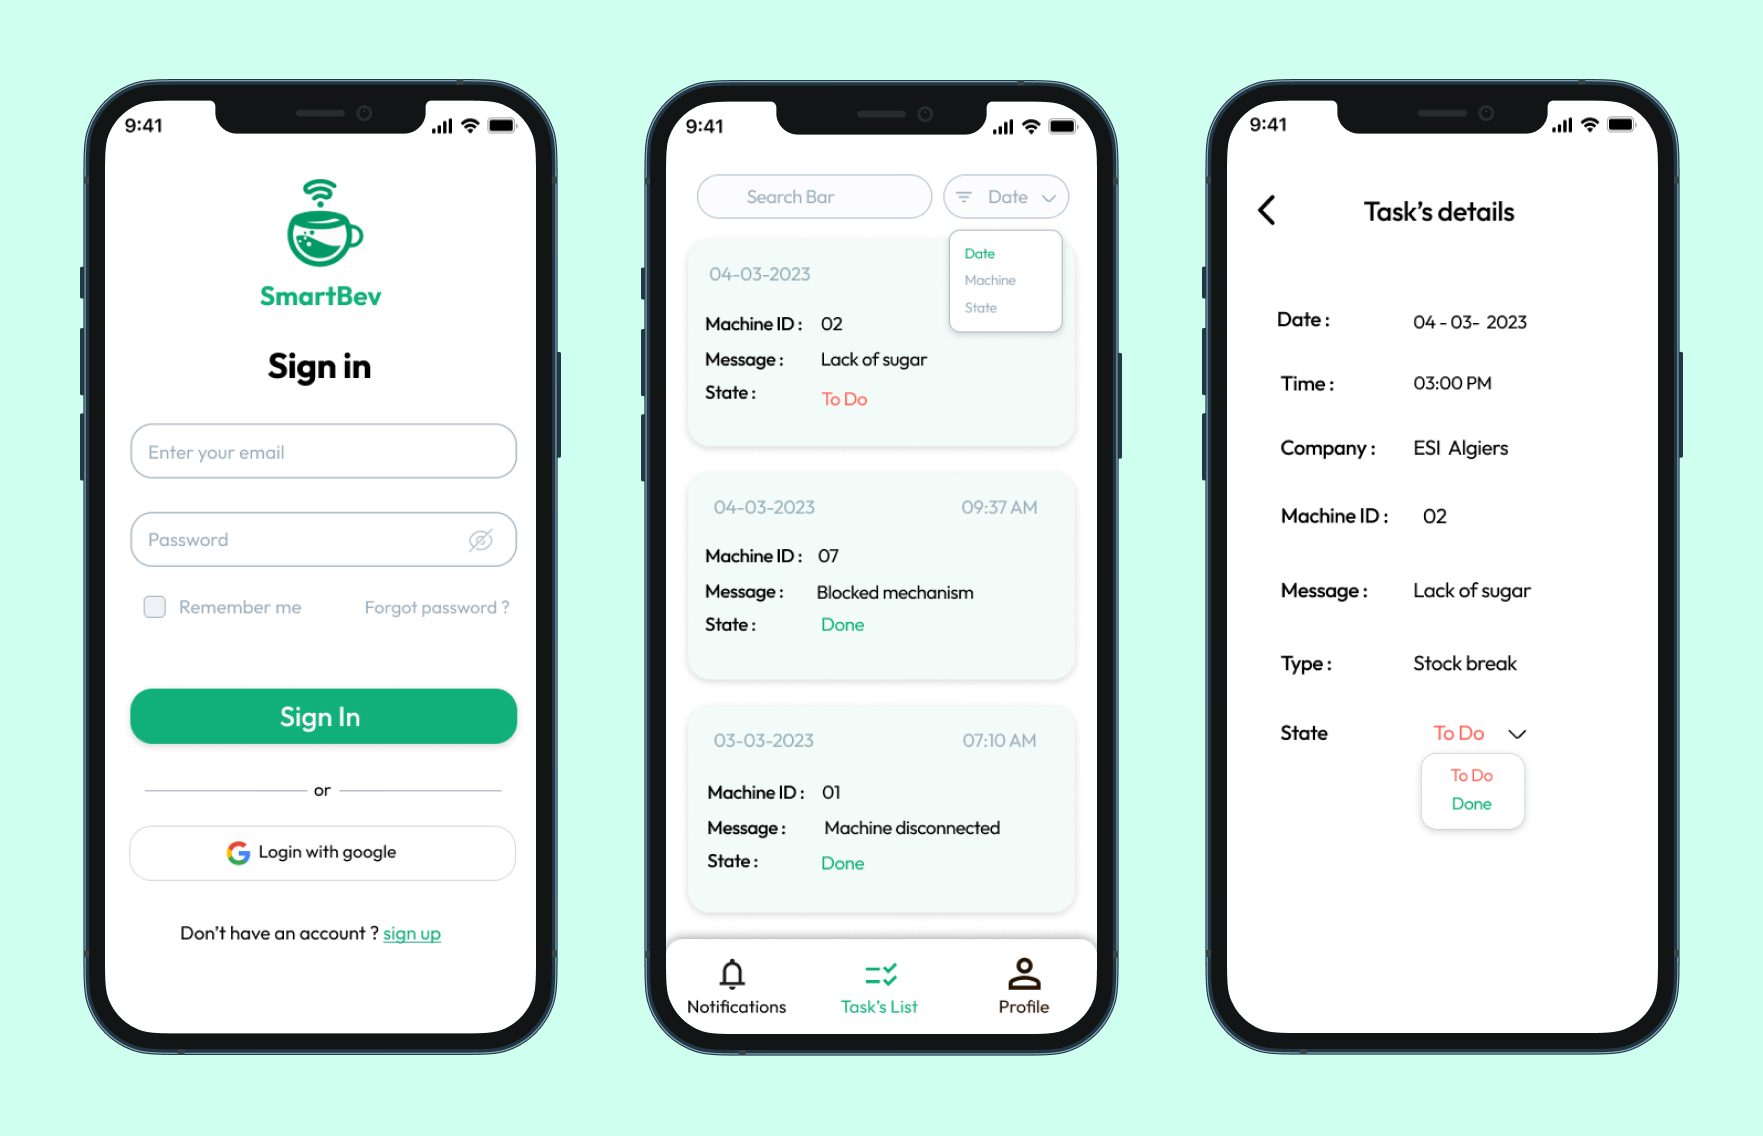 9:41
SmartBev
Sign in
Enter your email
Password
Remember me Forgot password ?
Sign In
or
Login with google
Don't have an account ? sign up
9:41
Search Bar Date
Date
Machine
State
04-03-2023
Machine ID : 02
Message : Lack of sugar
State : To Do
04-03-2023 09:37 AM
Machine ID : 07
Message : Blocked mechanism
State : Done
03-03-2023 07:10 AM
Machine ID : 01
Message : Machine disconnected
State : Done
Notifications Task's List Profile
9:41
Task's details
Date : 04 - 03- 2023
Time : 03:00 PM
Company : ESI Algiers
Machine ID : 02
Message : Lack of sugar
Type : Stock break
State To Do
To Do
Done